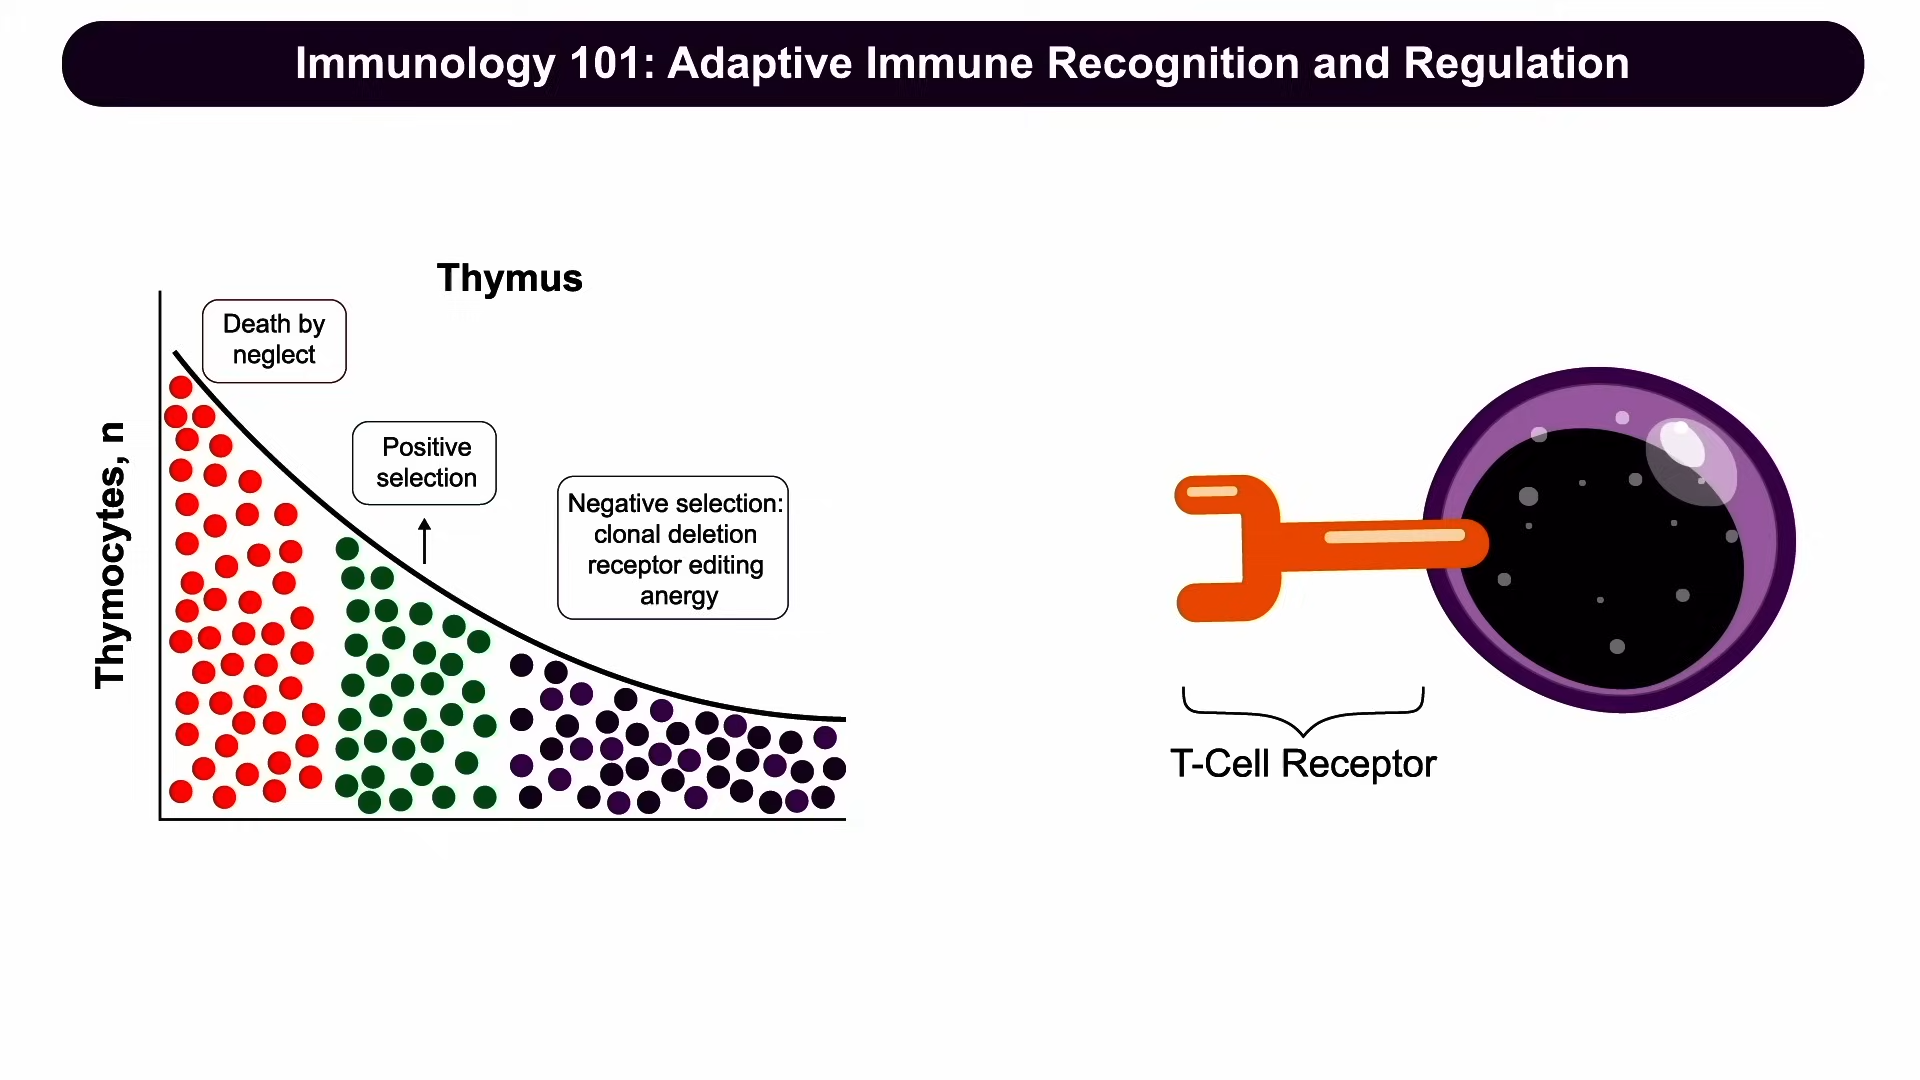 Immunology 101: Adaptive Immune Recognition and Regulation
Thymus
Thymocytes, n
Death by
neglect
Positive
selection
Negative selection:
clonal deletion
receptor editing
anergy
T-Cell Receptor